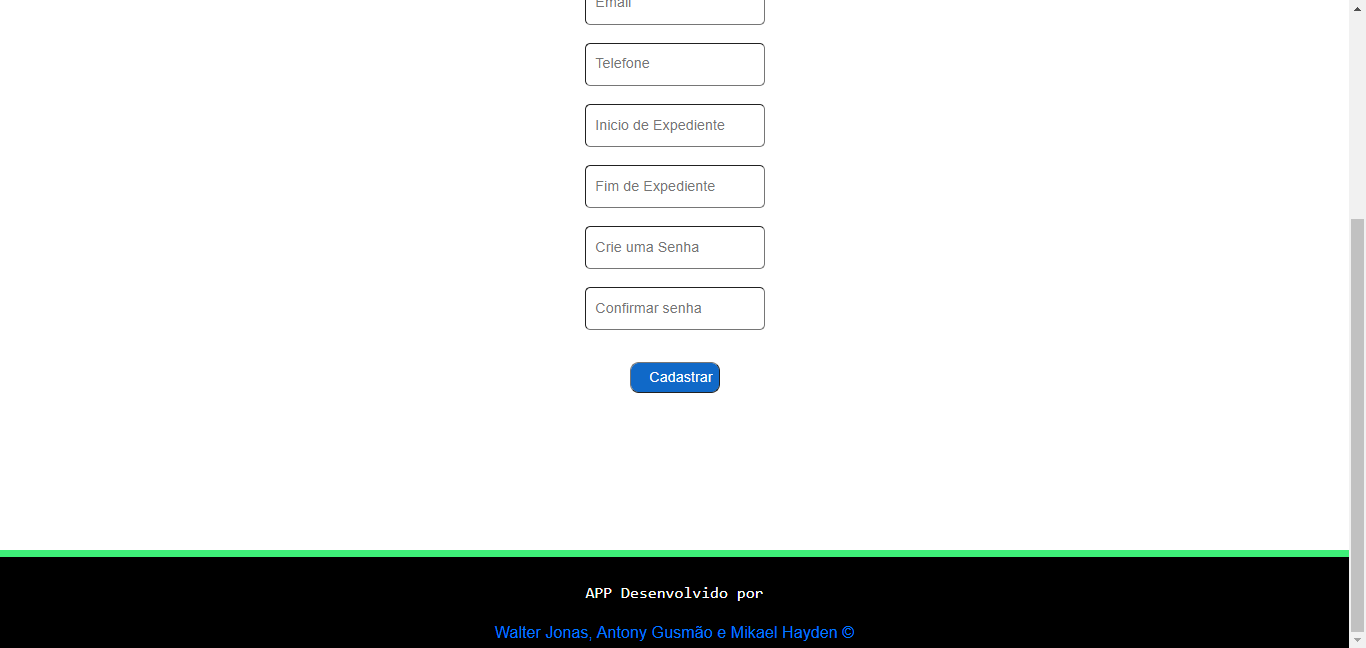 Email
Telefone
Inicio de Expediente
Fim de Expediente
Crie uma Senha
Confirmar senha
Cadastrar
APP Desenvolvido por
Walter Jonas, Antony Gusmão e Mikael Hayden ©